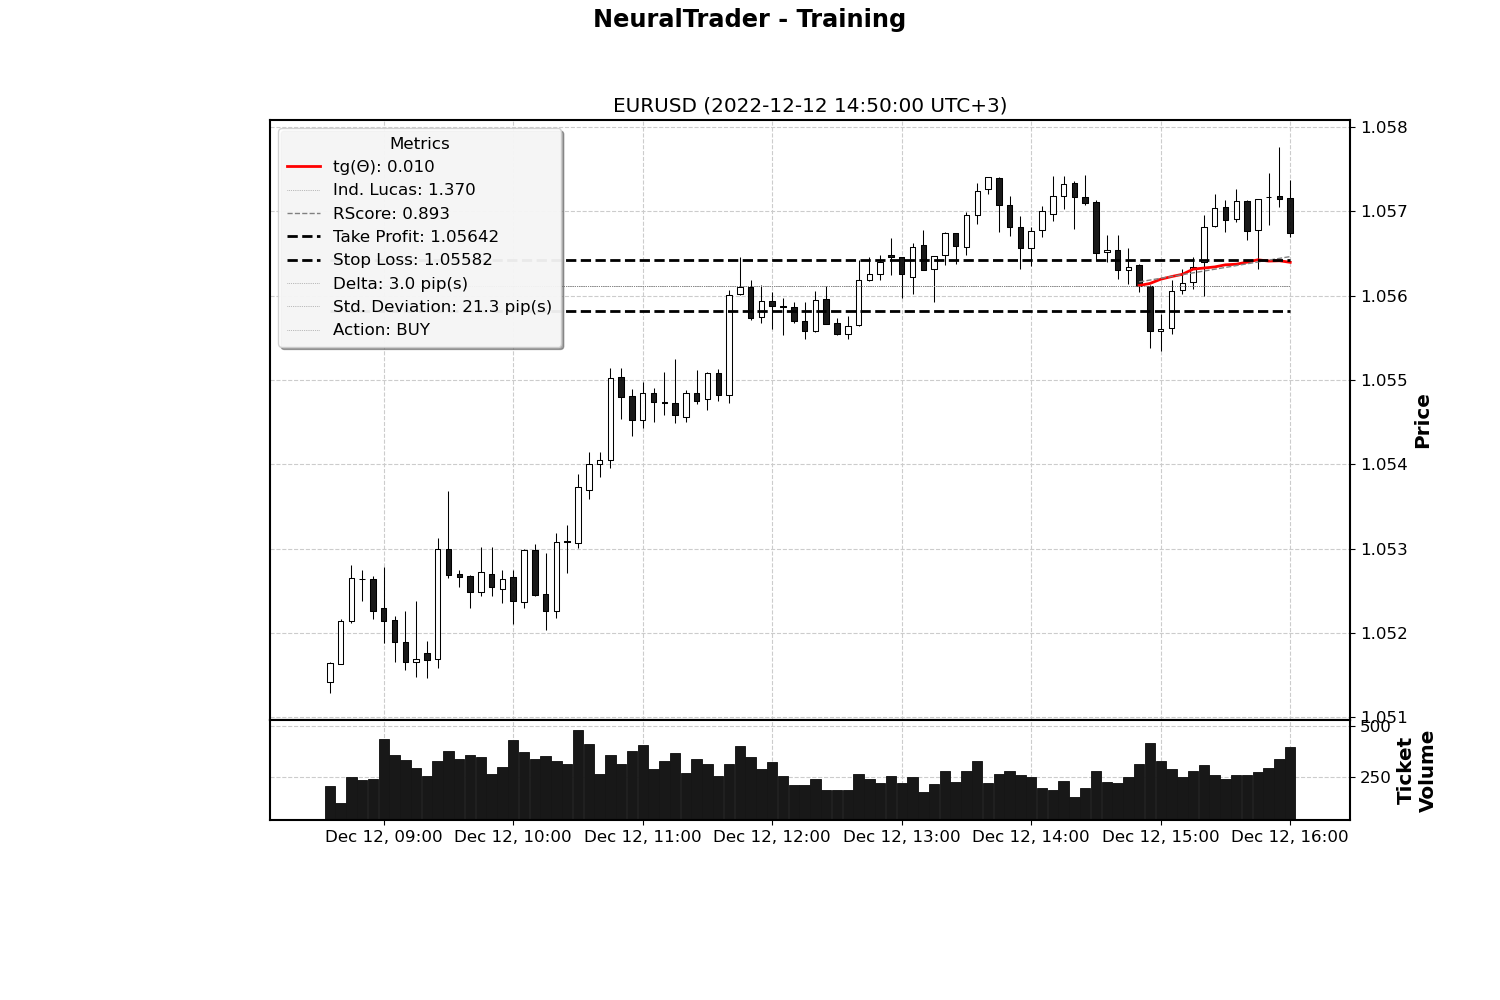 NeuralTrader - Training
EURUSD (2022-12-12 14:50:00 UTC+3)
Metrics
tg(Θ): 0.010
Ind. Lucas: 1.370
RScore: 0.893
Take Profit: 1.05642
Stop Loss: 1.05582
Delta: 3.0 pip(s)
Std. Deviation: 21.3 pip(s)
Action: BUY
1.058
1.057
1.056
1.055
1.054
1.053
1.052
1.051
Price
500
250
Ticket
Volume
Dec 12, 09:00 Dec 12, 10:00 Dec 12, 11:00 Dec 12, 12:00 Dec 12, 13:00 Dec 12, 14:00 Dec 12, 15:00 Dec 12, 16:00